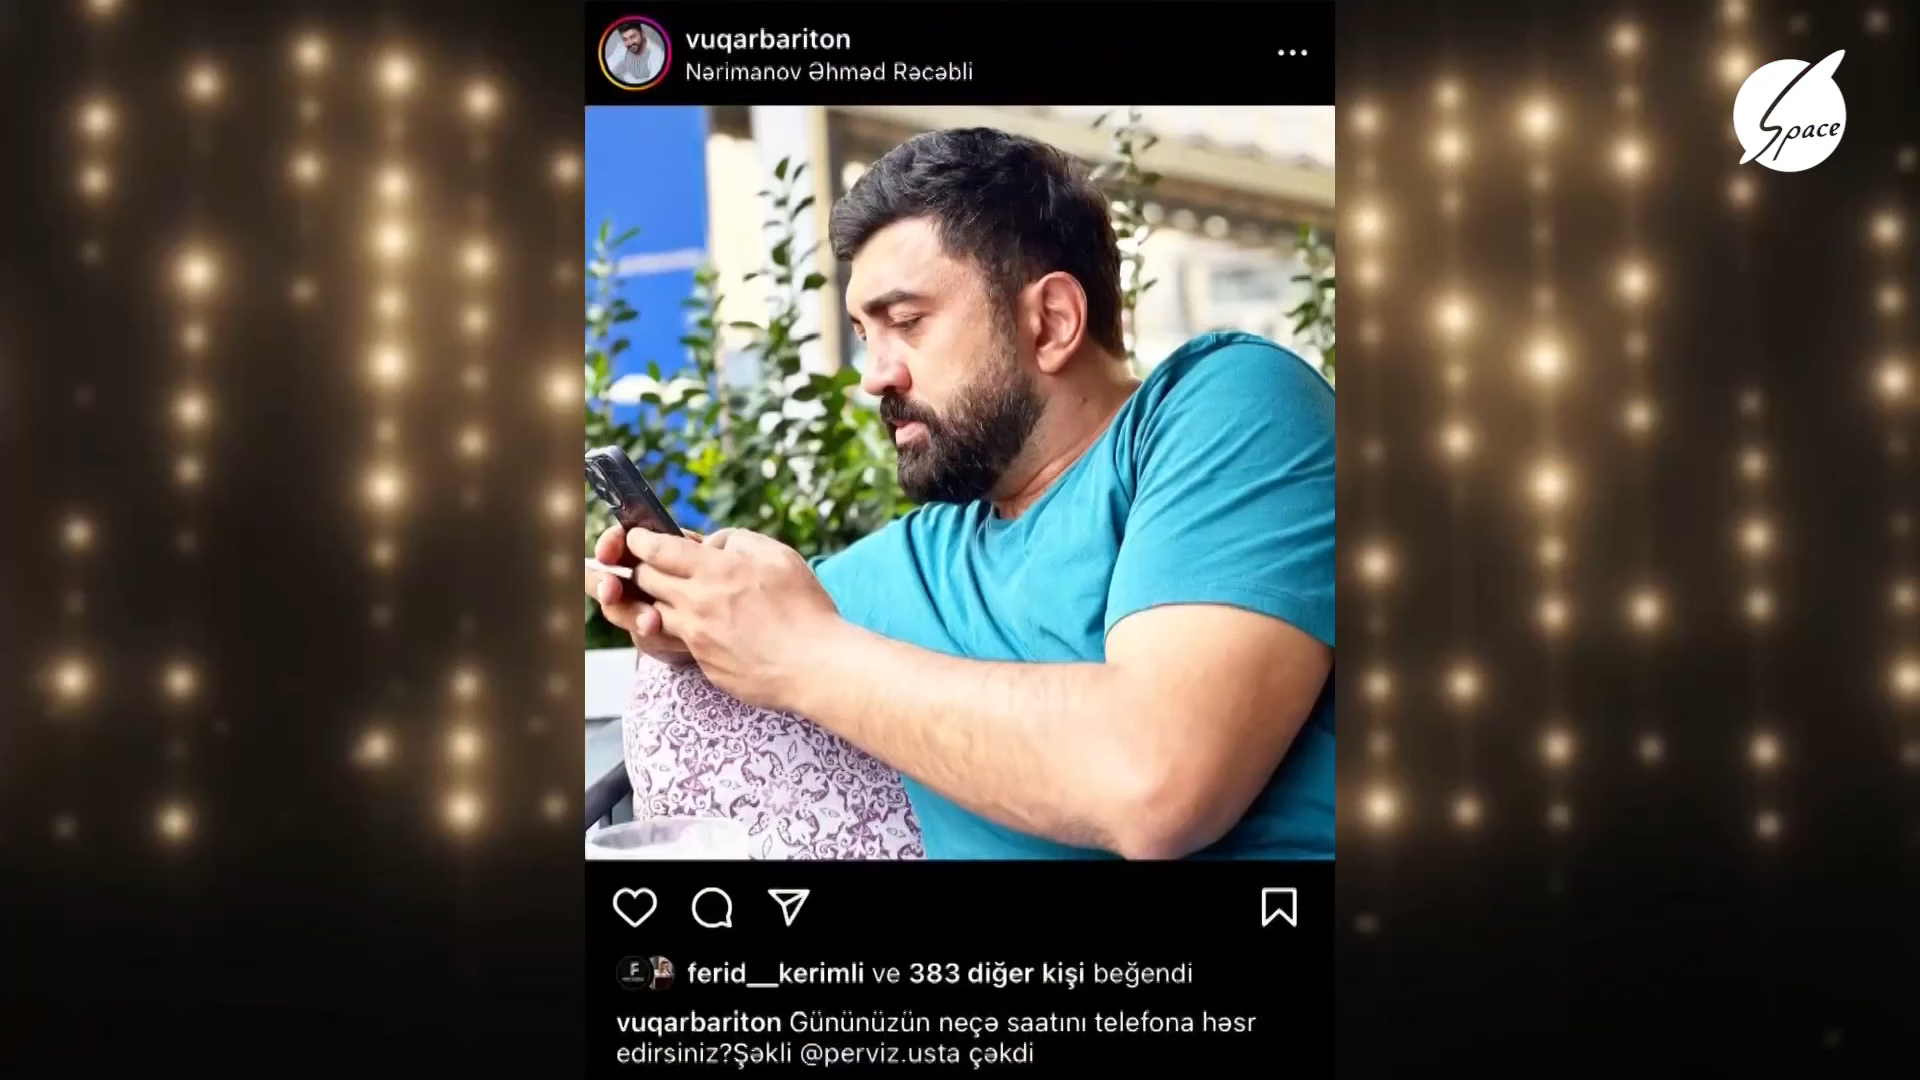 vuqarbariton
Nərimanov Əhməd Rəcəbli
Space
ferid__kerimli ve 383 diğer kişi beğendi
vuqarbariton Gününüzün neçə saatını telefona həsr
edirsiniz?Şəkli @perviz.usta çəkdi